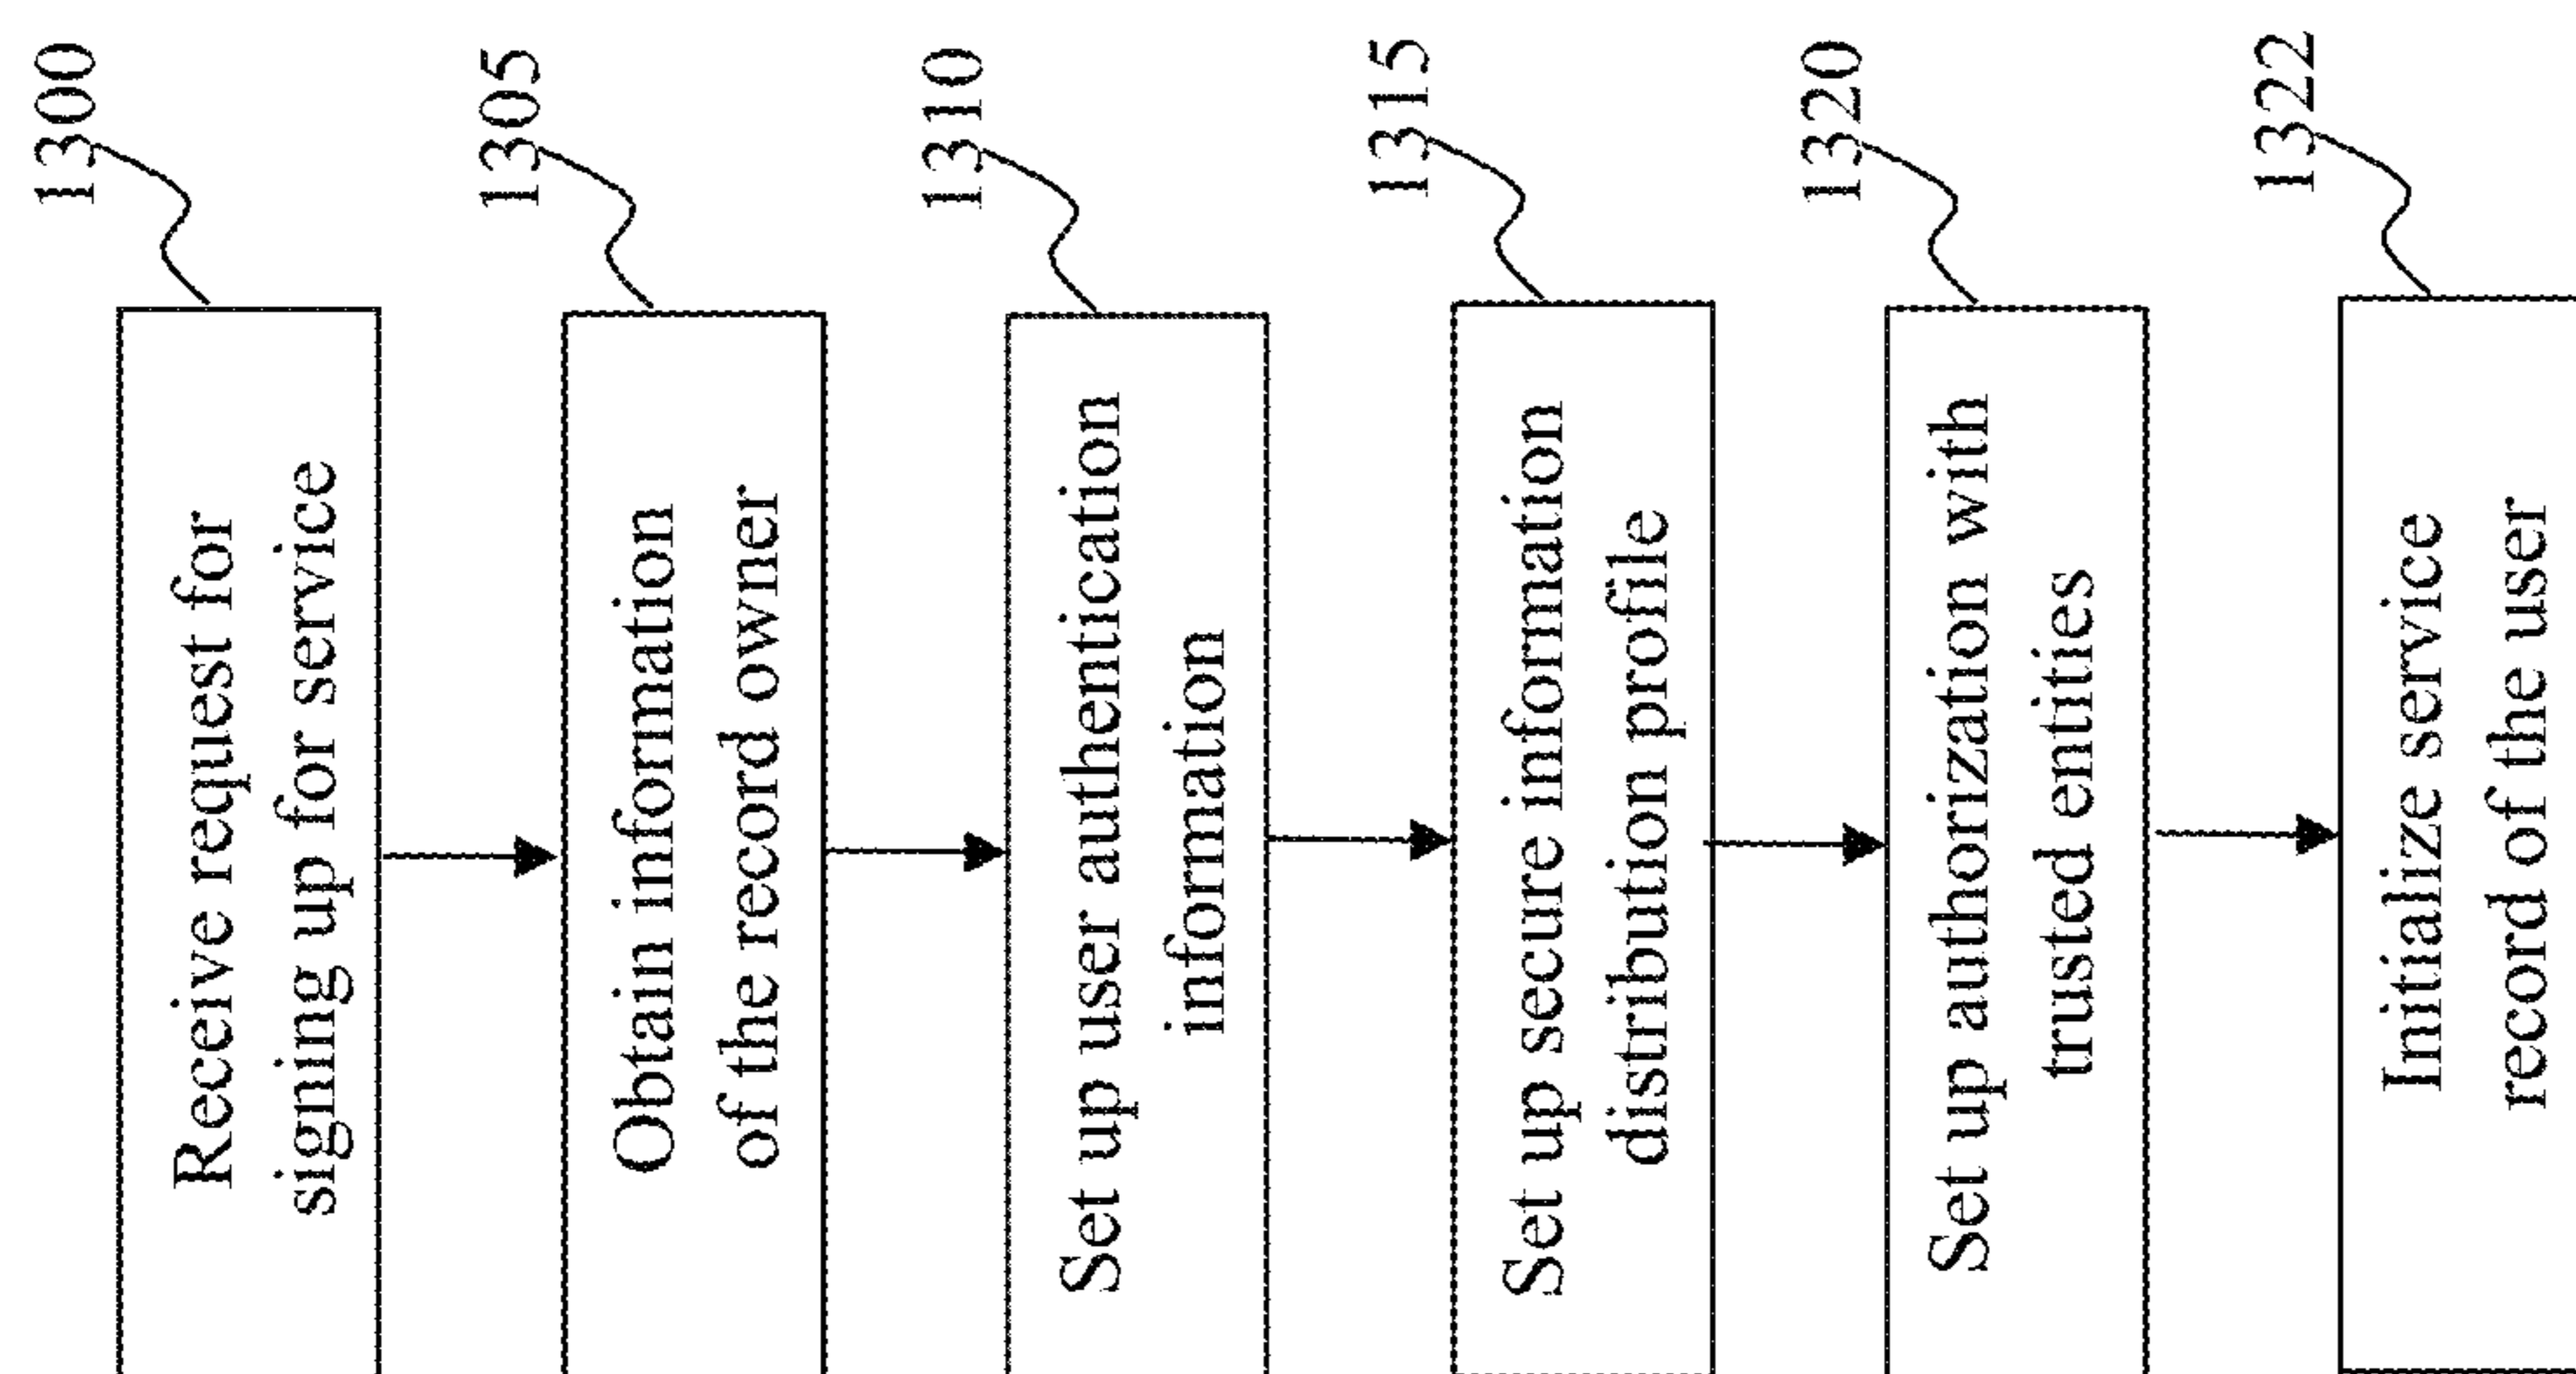 1300
Receive request for
signing up for service
1305
Obtain information
of the record owner
1310
Set up user authentication
information
1315
Set up secure information
distribution profile
1320
Set up authorization with
trusted entities
1322
Initialize service
record of the user